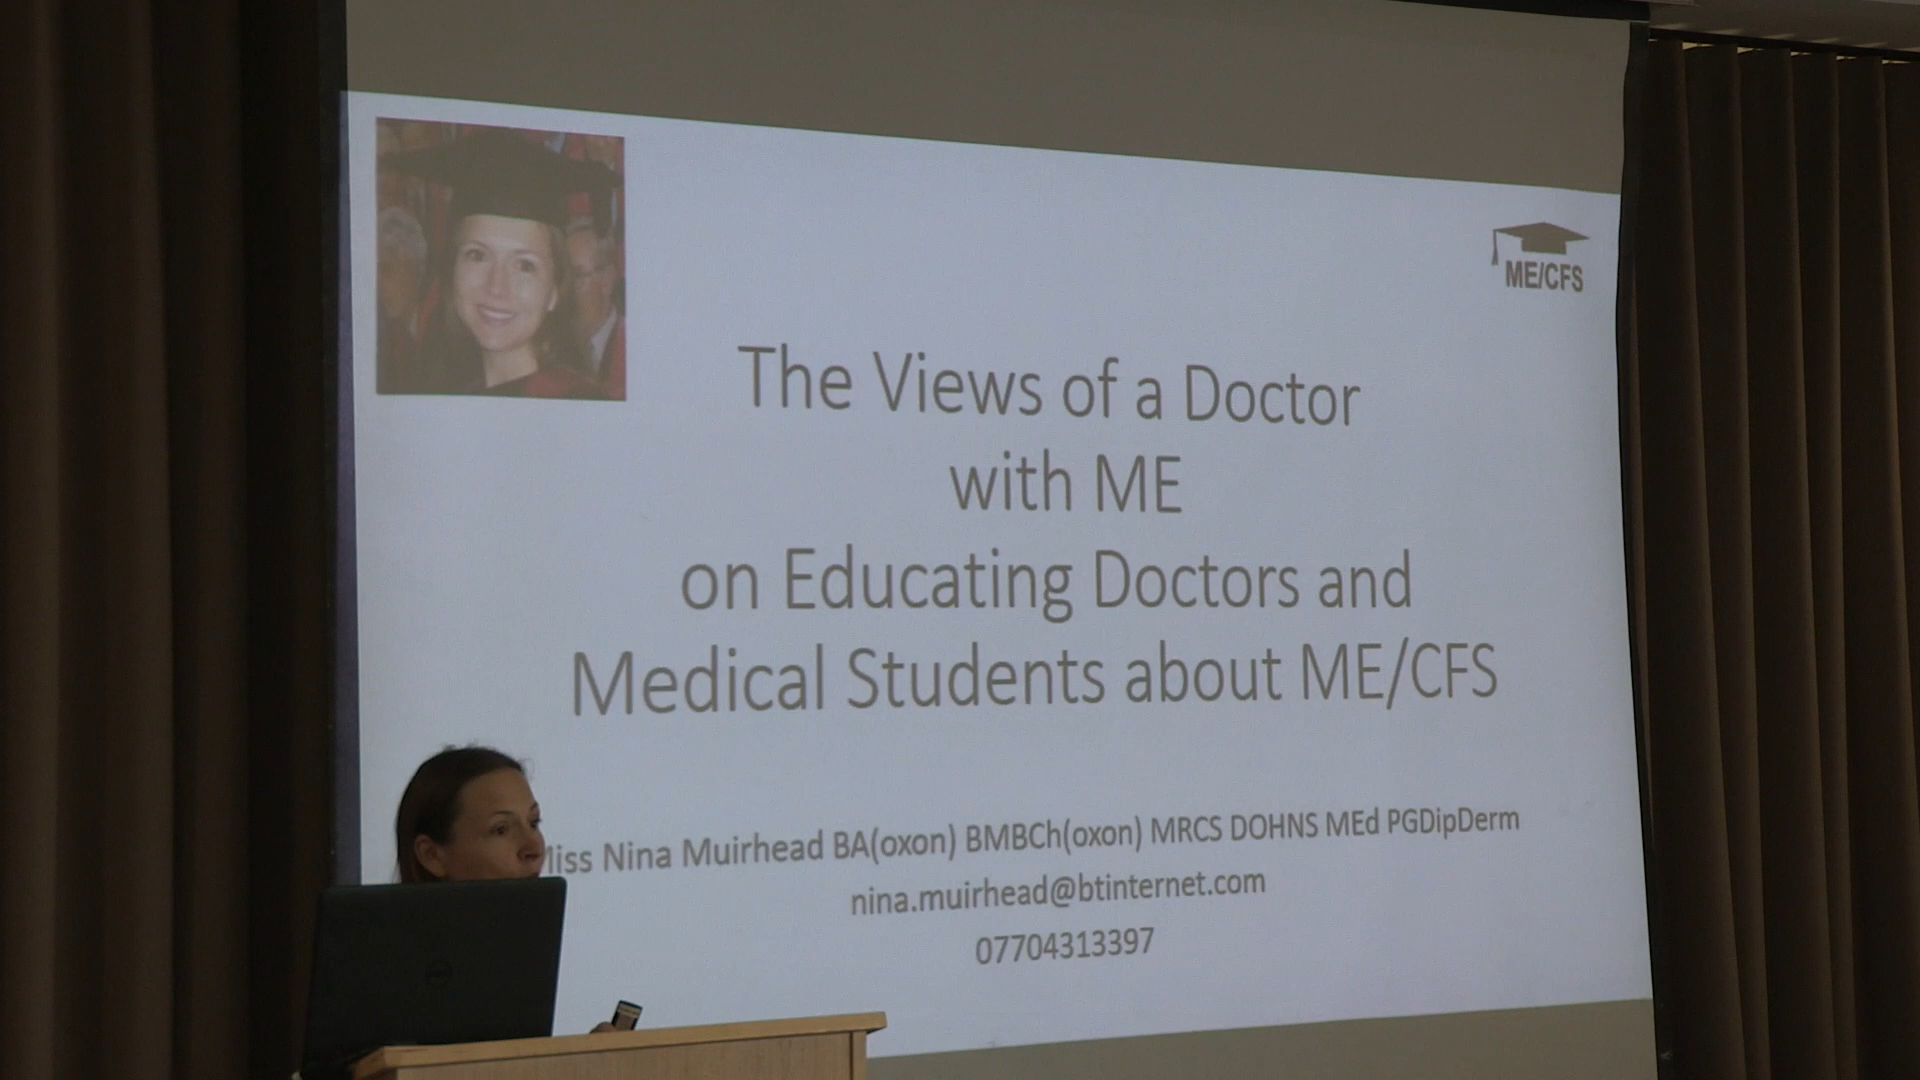 ME/CFS
The Views of a Doctor
with ME
on Educating Doctors and
Medical Students about ME/CFS
Nina Muirhead BA(oxon) BMBCh(oxon) MRCS DOHNS MEd PGDipDerm
nina.muirhead@btinternet.com
07704313397